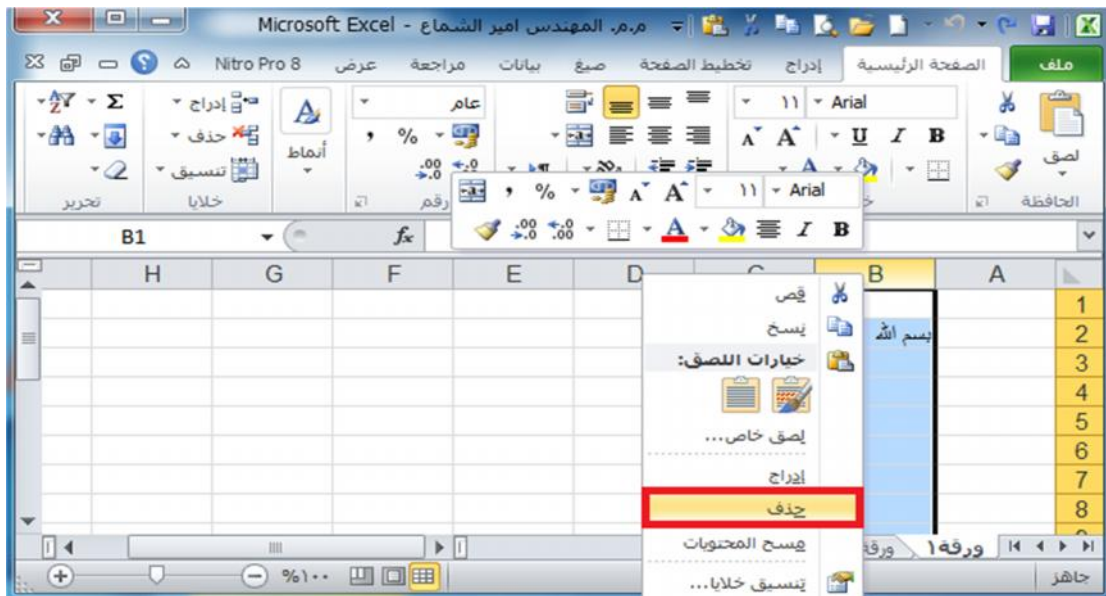 م.م. المهندس امير الشماع - Microsoft Excel
ملف الصفحة الرئيسية إدراج تخطيط الصفحة صيغ بيانات مراجعة عرض Nitro Pro 8
لصق
الحافظة
Arial ١١
B I U
عام
%
رقم
أنماط
إدراج
حذف
تنسيق
خلايا
تحرير
Arial ١١ %
B I
B1 fx
A B C D E F G H
1
2 بسم الله
3
4
5
6
7
8
قص
نسخ
خيارات اللصق:
لصق خاص...
إدراج
حذف
مسح المحتويات
تنسيق خلايا...
ورقة١ ورقة
جاهز %١٠٠